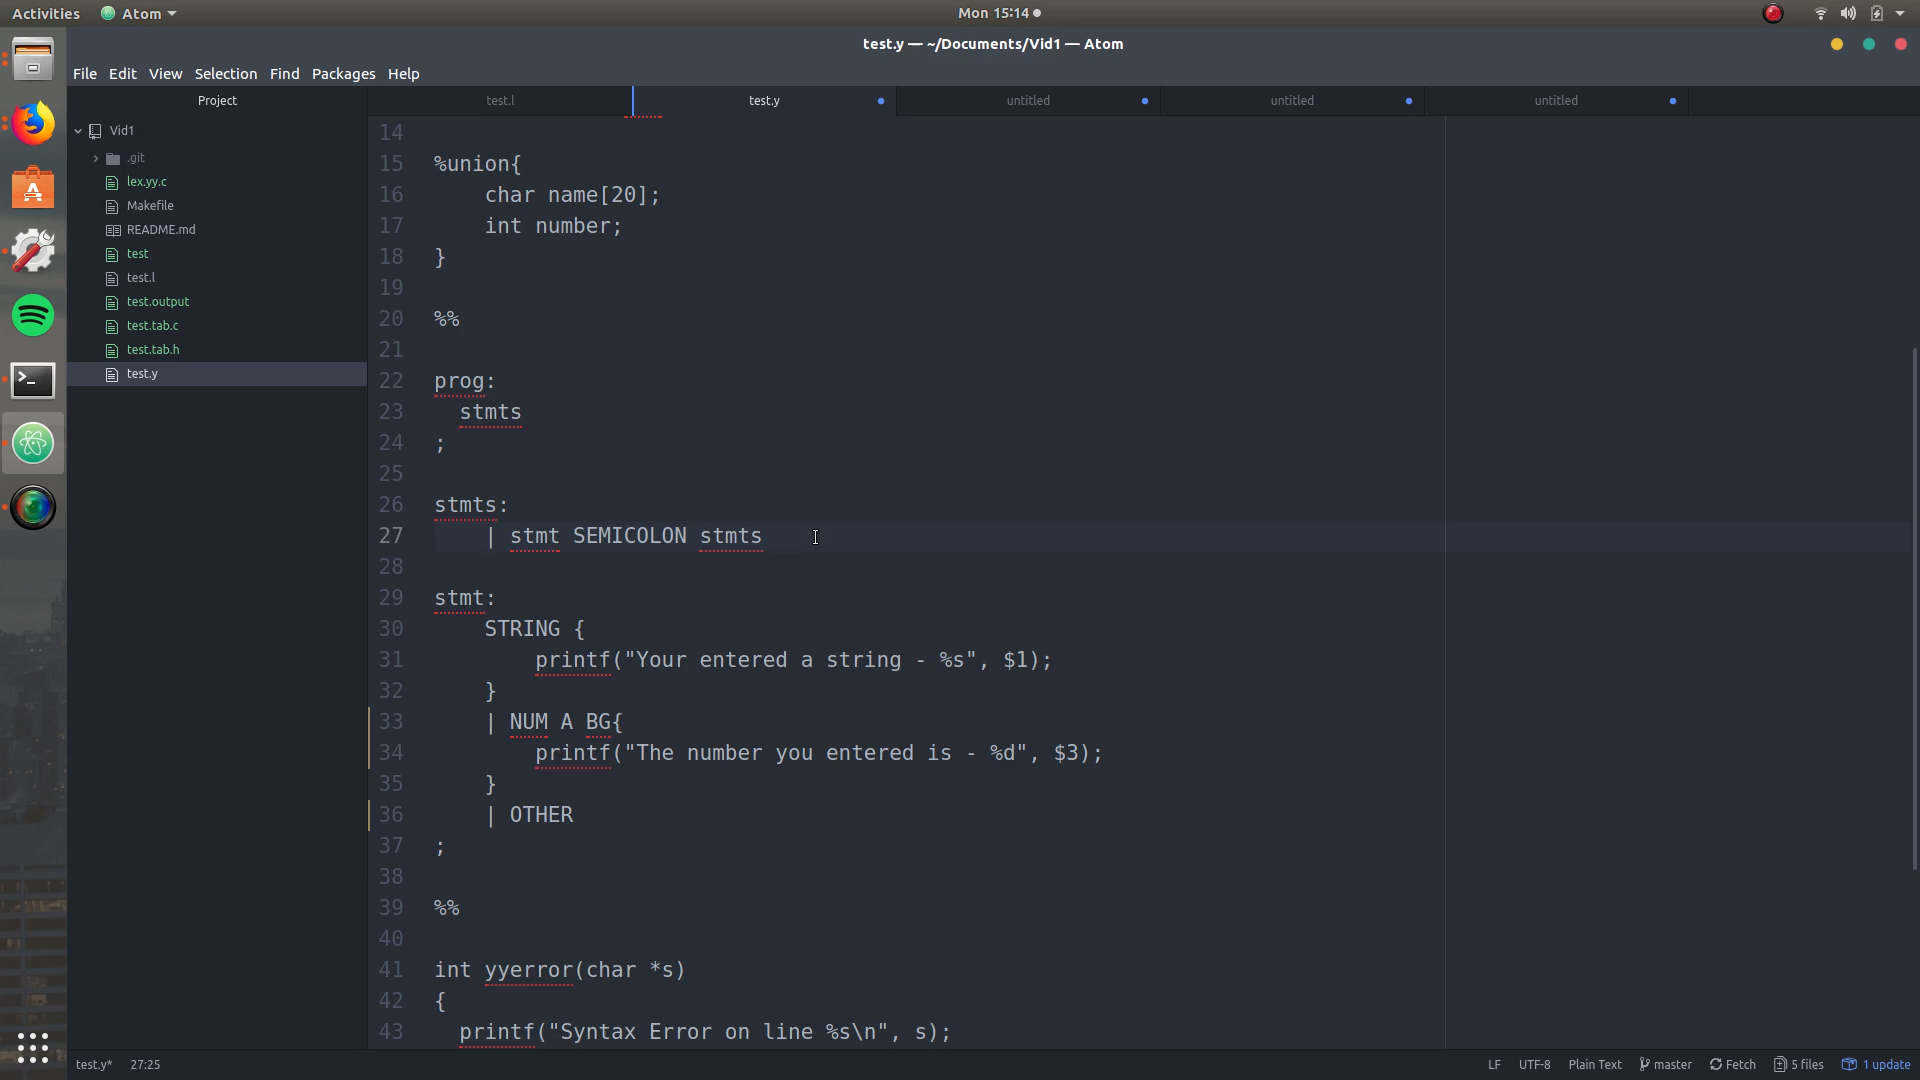 Activities Atom Mon 15:14
test.y — ~/Documents/Vid1 — Atom
File Edit View Selection Find Packages Help
Project test.l test.y untitled untitled untitled
Vid1
.git
lex.yy.c
Makefile
README.md
test
test.l
test.output
test.tab.c
test.tab.h
test.y
14
15 %union{
16 char name[20];
17 int number;
18 }
19
20 %%
21
22 prog:
23 stmts
24 ;
25
26 stmts:
27 | stmt SEMICOLON stmts
28
29 stmt:
30 STRING {
31 printf("Your entered a string - %s", $1);
32 }
33 | NUM A BG{
34 printf("The number you entered is - %d", $3);
35 }
36 | OTHER
37 ;
38
39 %%
40
41 int yyerror(char *s)
42 {
43 printf("Syntax Error on line %s\n", s);
test.y* 27:25 LF UTF-8 Plain Text master Fetch 5 files 1 update